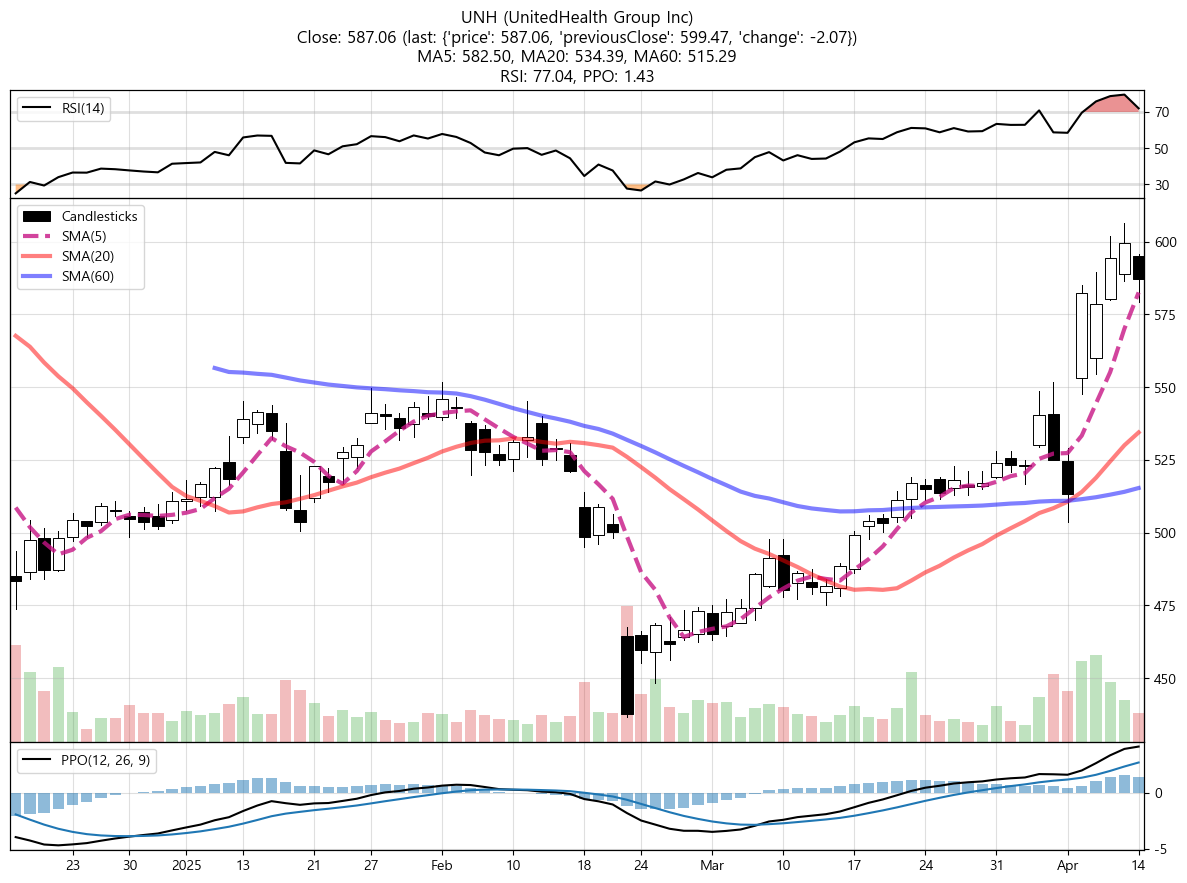 UNH (UnitedHealth Group Inc)
Close: 587.06 (last: {'price': 587.06, 'previousClose': 599.47, 'change': -2.07})
MA5: 582.50, MA20: 534.39, MA60: 515.29
RSI: 77.04, PPO: 1.43
RSI(14)
70
50
30
Candlesticks
SMA(5)
SMA(20)
SMA(60)
600
575
550
525
500
475
450
PPO(12, 26, 9)
0
-5
23 30 2025 13 21 27 Feb 10 18 24 Mar 10 17 24 31 Apr 14